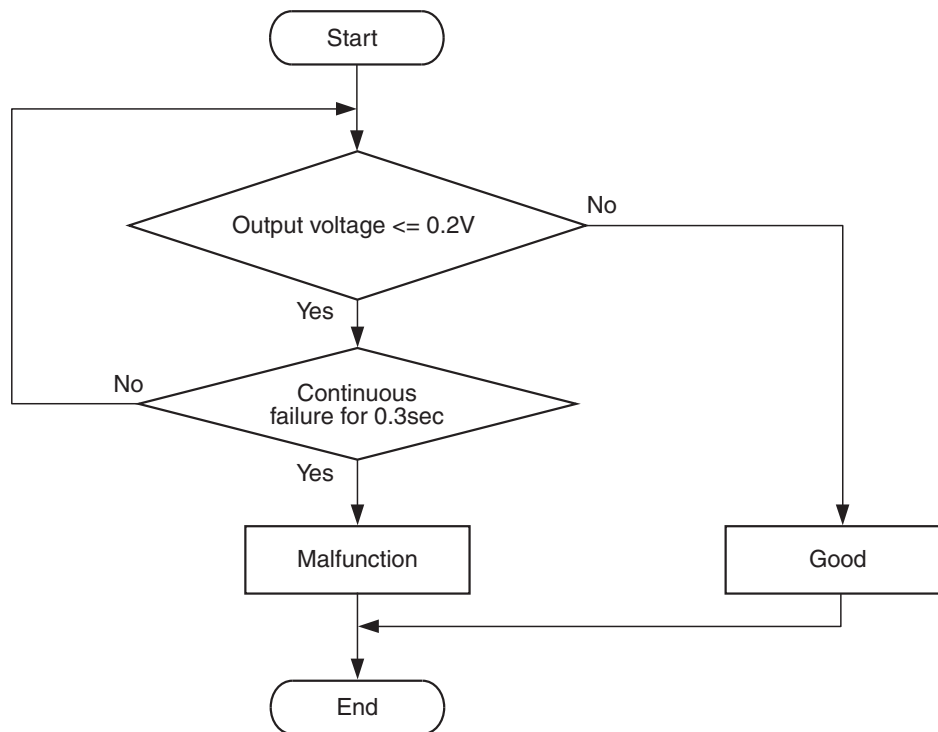 Start
Output voltage <= 0.2V
No
Yes
No
Continuous
failure for 0.3sec
Yes
Malfunction
Good
End